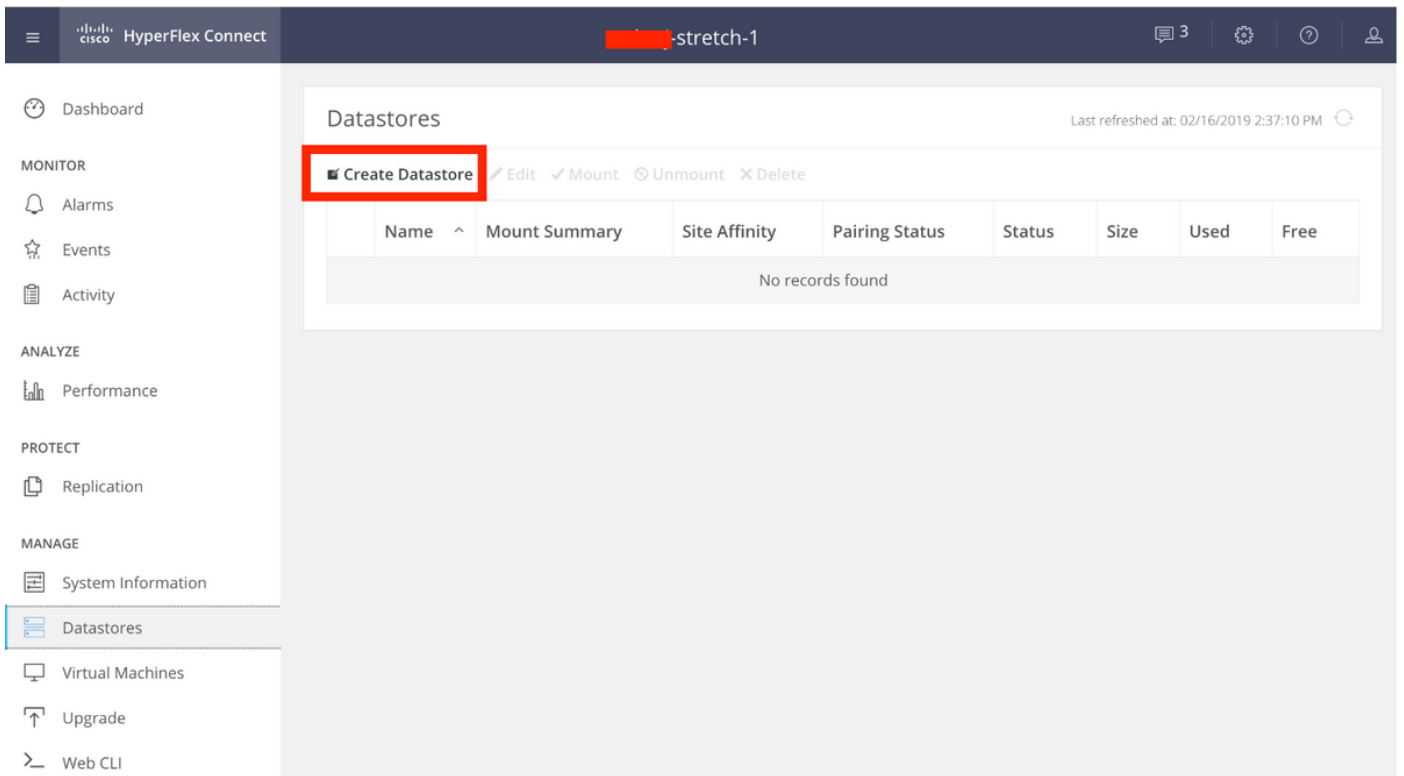 cisco HyperFlex Connect
-stretch-1
3
Dashboard
MONITOR
Alarms
Events
Activity
ANALYZE
Performance
PROTECT
Replication
MANAGE
System Information
Datastores
Virtual Machines
Upgrade
Web CLI
Datastores
Last refreshed at: 02/16/2019 2:37:10 PM
Create Datastore Edit Mount Unmount Delete
Name Mount Summary Site Affinity Pairing Status Status Size Used Free
No records found